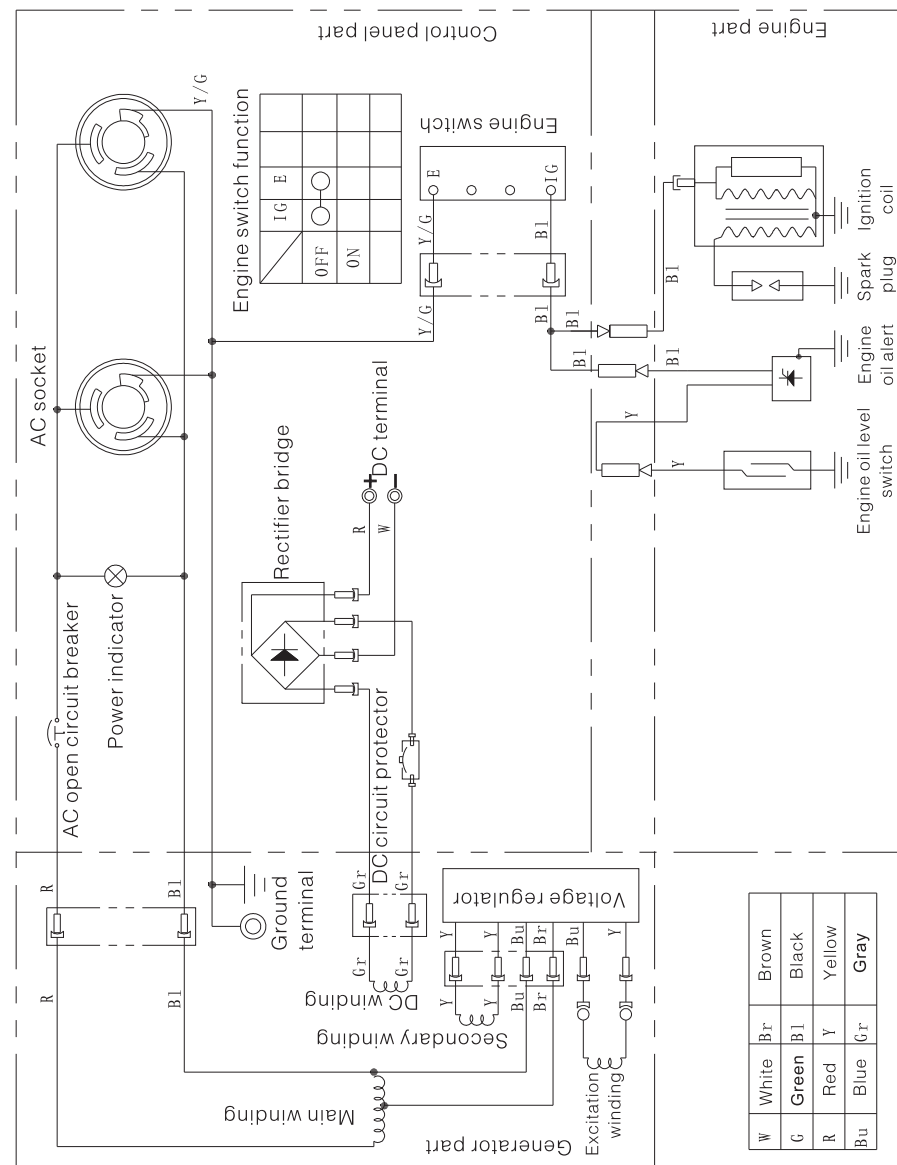 Control panel part
Engine part
Y/G
Engine switch function
IG E
OFF
ON
Engine switch
E
IG
Y/G
Bl
Y/G
Bl
Bl
Bl
Bl
Bl
Y
Y
Ignition
coil
Spark
plug
Engine
oil alert
Engine oil level
switch
AC socket
DC terminal
+
-
R
W
Rectifier bridge
AC open circuit breaker
Power indicator
DC circuit protector
R
Bl
R
Bl
Ground
terminal
Gr
Gr
Gr
Gr
DC winding
Voltage regulator
Y
Y
Bu
Br
Bu
Y
Y
Y
Bu
Br
Secondary winding
Main winding
Generator part
Excitation
winding
W White Br Brown
G Green Bl Black
R Red Y Yellow
Bu Blue Gr Gray